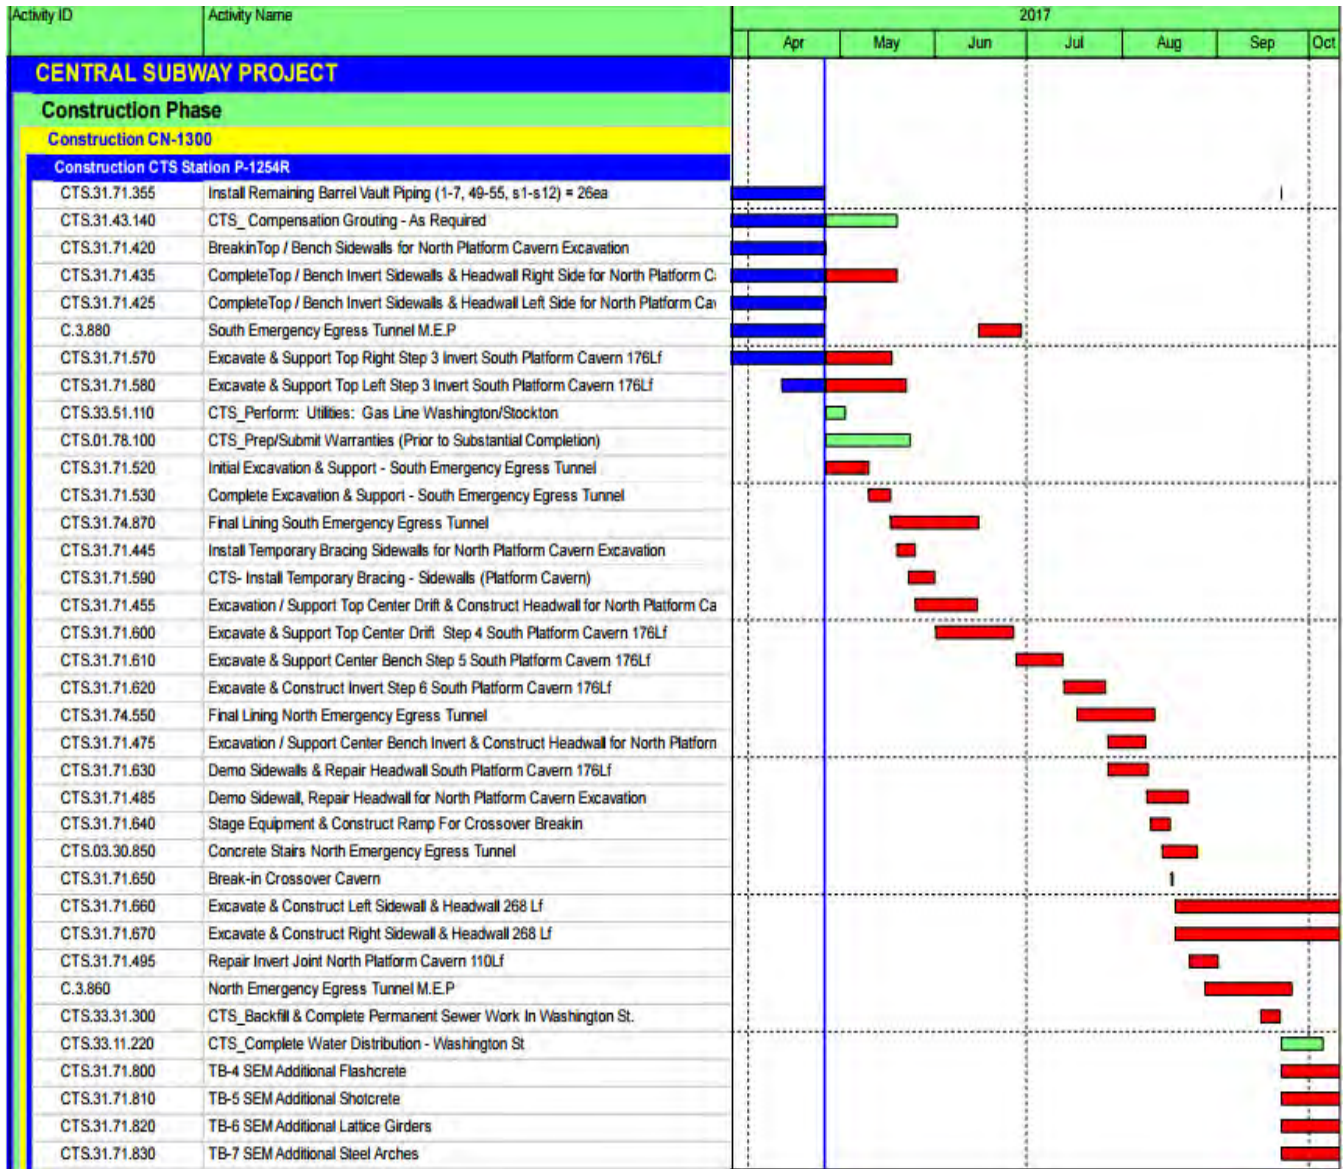 Activity ID Activity Name 2017
Apr May Jun Jul Aug Sep Oct
CENTRAL SUBWAY PROJECT
Construction Phase
Construction CN-1300
Construction CTS Station P-1254R
CTS.31.71.355 Install Remaining Barrel Vault Piping (1-7, 49-55, s1-s12) = 26ea
CTS.31.43.140 CTS_ Compensation Grouting - As Required
CTS.31.71.420 BreakinTop / Bench Sidewalls for North Platform Cavern Excavation
CTS.31.71.435 CompleteTop / Bench Invert Sidewalls & Headwall Right Side for North Platform C
CTS.31.71.425 CompleteTop / Bench Invert Sidewalls & Headwall Left Side for North Platform Cav
C.3.880 South Emergency Egress Tunnel M.E.P
CTS.31.71.570 Excavate & Support Top Right Step 3 Invert South Platform Cavern 176Lf
CTS.31.71.580 Excavate & Support Top Left Step 3 Invert South Platform Cavern 176Lf
CTS.33.51.110 CTS_Perform: Utilities: Gas Line Washington/Stockton
CTS.01.78.100 CTS_Prep/Submit Warranties (Prior to Substantial Completion)
CTS.31.71.520 Initial Excavation & Support - South Emergency Egress Tunnel
CTS.31.71.530 Complete Excavation & Support - South Emergency Egress Tunnel
CTS.31.74.870 Final Lining South Emergency Egress Tunnel
CTS.31.71.445 Install Temporary Bracing Sidewalls for North Platform Cavern Excavation
CTS.31.71.590 CTS- Install Temporary Bracing - Sidewalls (Platform Cavern)
CTS.31.71.455 Excavation / Support Top Center Drift & Construct Headwall for North Platform Ca
CTS.31.71.600 Excavate & Support Top Center Drift Step 4 South Platform Cavern 176Lf
CTS.31.71.610 Excavate & Support Center Bench Step 5 South Platform Cavern 176Lf
CTS.31.71.620 Excavate & Construct Invert Step 6 South Platform Cavern 176Lf
CTS.31.74.550 Final Lining North Emergency Egress Tunnel
CTS.31.71.475 Excavation / Support Center Bench Invert & Construct Headwall for North Platforn
CTS.31.71.630 Demo Sidewalls & Repair Headwall South Platform Cavern 176Lf
CTS.31.71.485 Demo Sidewall, Repair Headwall for North Platform Cavern Excavation
CTS.31.71.640 Stage Equipment & Construct Ramp For Crossover Breakin
CTS.03.30.850 Concrete Stairs North Emergency Egress Tunnel
CTS.31.71.650 Break-in Crossover Cavern
CTS.31.71.660 Excavate & Construct Left Sidewall & Headwall 268 Lf
CTS.31.71.670 Excavate & Construct Right Sidewall & Headwall 268 Lf
CTS.31.71.495 Repair Invert Joint North Platform Cavern 110Lf
C.3.860 North Emergency Egress Tunnel M.E.P
CTS.33.31.300 CTS_Backfill & Complete Permanent Sewer Work In Washington St.
CTS.33.11.220 CTS_Complete Water Distribution - Washington St
CTS.31.71.800 TB-4 SEM Additional Flashcrete
CTS.31.71.810 TB-5 SEM Additional Shotcrete
CTS.31.71.820 TB-6 SEM Additional Lattice Girders
CTS.31.71.830 TB-7 SEM Additional Steel Arches